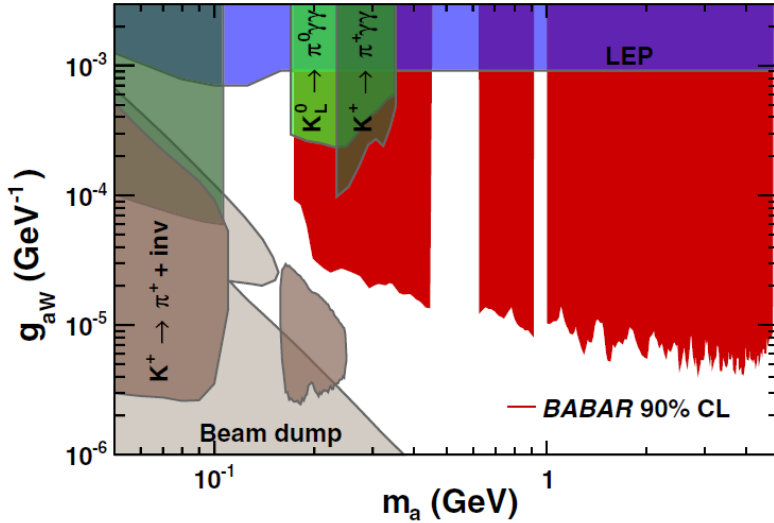 10⁻³
10⁻⁴
10⁻⁵
10⁻⁶
g_aW (GeV⁻¹)
K⁰_L → π⁰γγ
K⁺ → π⁺γγ
LEP
K⁺ → π⁺ + inv
Beam dump
BABAR 90% CL
10⁻¹
1
m_a (GeV)